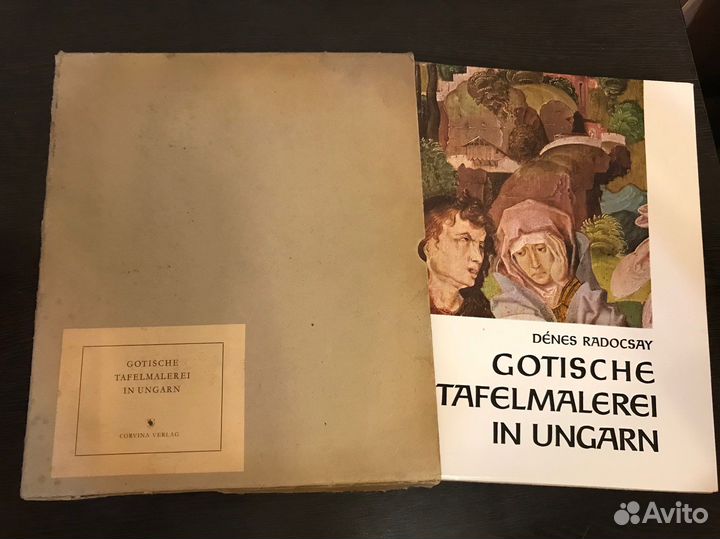 GOTISCHE
TAFELMALEREI
IN UNGARN
CORVINA VERLAG
DÉNES RADOCSAY
GOTISCHE
TAFELMALEREI
IN UNGARN
Avito